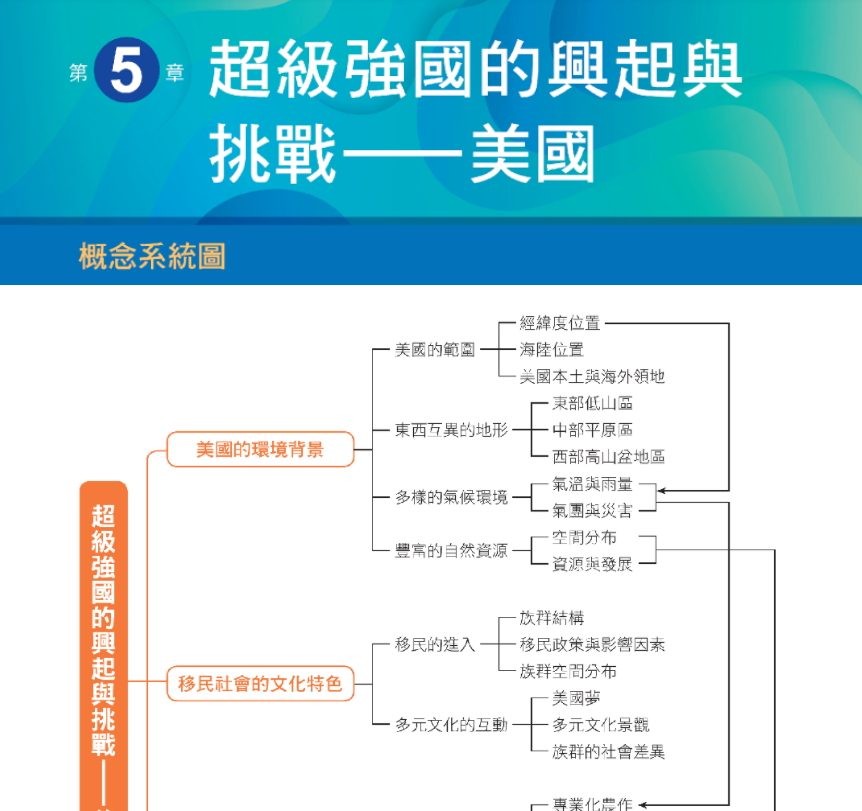 第5章 超級強國的興起與
挑戰——美國
概念系統圖
經緯度位置
美國的範圍
海陸位置
美國本土與海外領地
東部低山區
東西互異的地形
中部平原區
西部高山盆地區
美國的環境背景
氣溫與雨量
多樣的氣候環境
氣團與災害
空間分布
豐富的自然資源
資源與發展
超級強國的興起與挑戰——
族群結構
移民的進入
移民政策與影響因素
族群空間分布
移民社會的文化特色
美國夢
多元文化的互動
多元文化景觀
族群的社會差異
專業化農作